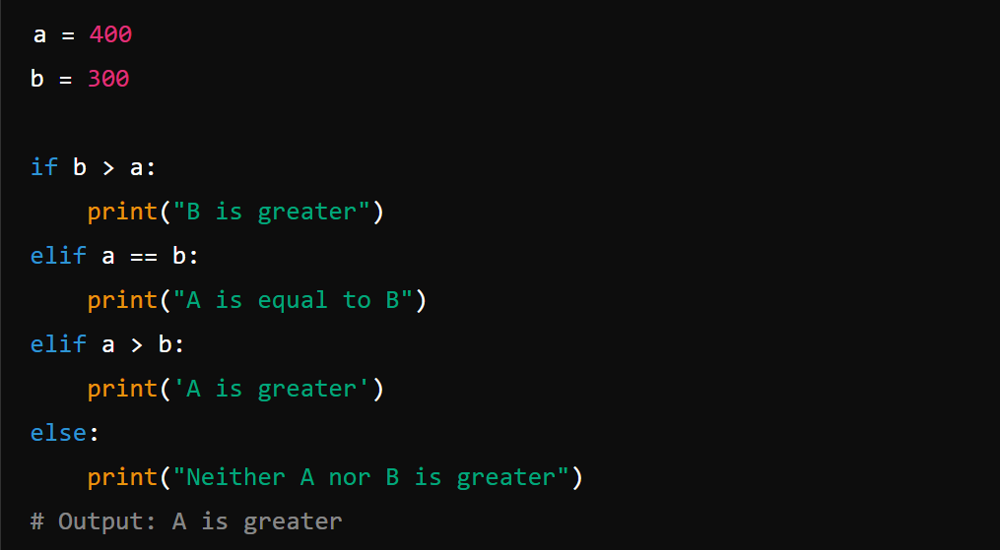 a = 400
b = 300
if b > a:
    print("B is greater")
elif a == b:
    print("A is equal to B")
elif a > b:
    print('A is greater')
else:
    print("Neither A nor B is greater")
# Output: A is greater